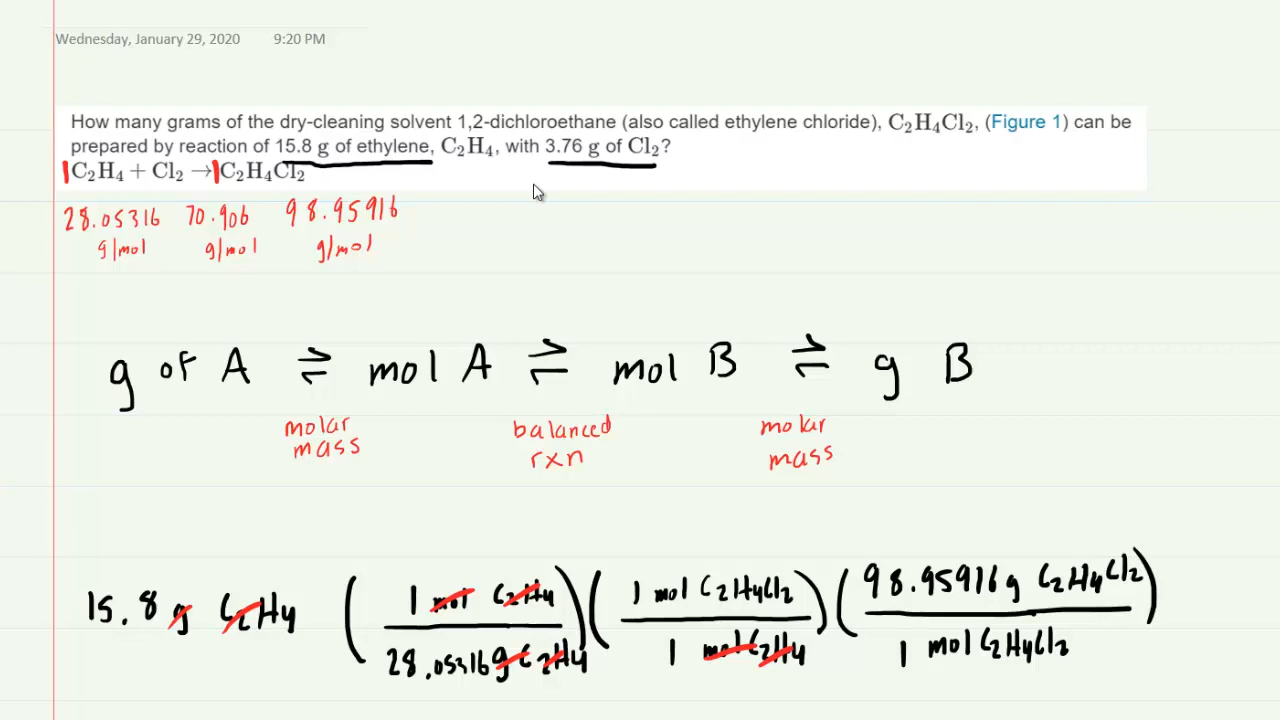 Wednesday, January 29, 2020 9:20 PM
How many grams of the dry-cleaning solvent 1,2-dichloroethane (also called ethylene chloride), C₂H₄Cl₂, (Figure 1) can be
prepared by reaction of 15.8 g of ethylene, C₂H₄, with 3.76 g of Cl₂?
1C₂H₄ + Cl₂ → 1C₂H₄Cl₂
28.05316 70.906 98.95916
g/mol g/mol g/mol
g of A ⇌ mol A ⇌ mol B ⇌ g B
molar balanced molar
mass rxn mass
15.8 g C₂H₄ (1 mol C₂H₄ / 28.05316 g C₂H₄) (1 mol C₂H₄Cl₂ / 1 mol C₂H₄) (98.95916 g C₂H₄Cl₂ / 1 mol C₂H₄Cl₂)